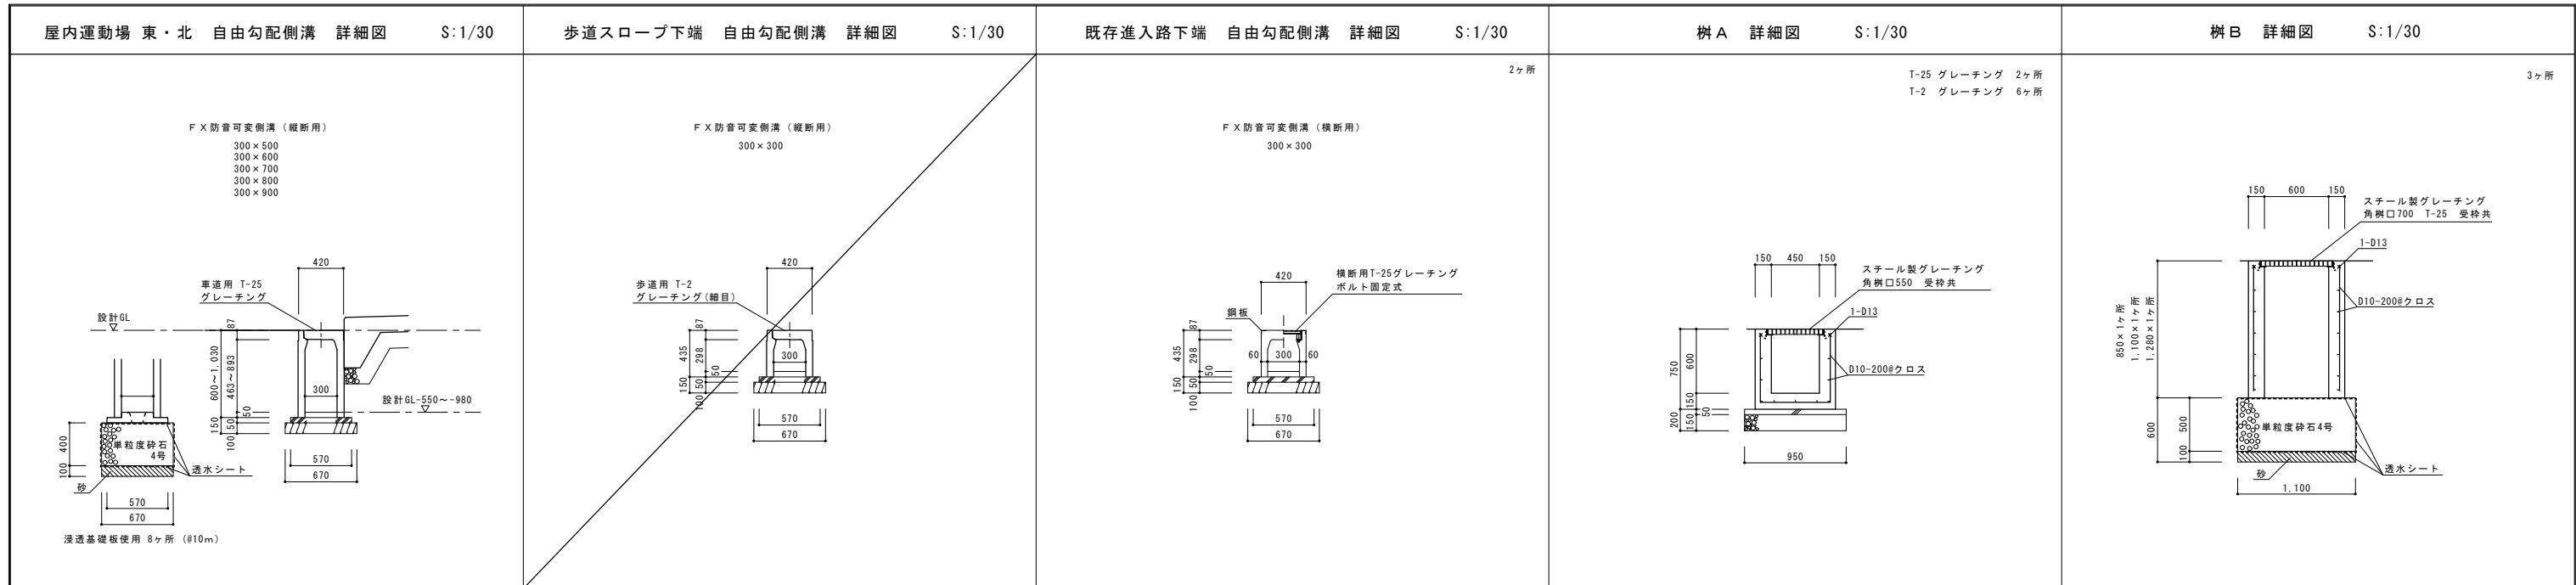 屋内運動場 東・北　自由勾配側溝　詳細図　S:1/30
FX防音可変側溝（縦断用）
300×500
300×600
300×700
300×800
300×900
420
車道用 T-25
グレーチング
設計GL
87
600~1,030
463~893
300
50
設計GL-550~-980
150
50
100
570
670
400
100
単粒度砕石
4号
透水シート
砂
570
670
浸透基礎板使用 8ヶ所 (@10m)
歩道スロープ下端　自由勾配側溝　詳細図　S:1/30
FX防音可変側溝（縦断用）
300×300
420
歩道用 T-2
グレーチング(細目)
87
435
298
300
50
150
50
100
570
670
既存進入路下端　自由勾配側溝　詳細図　S:1/30
2ヶ所
FX防音可変側溝（横断用）
300×300
420
横断用T-25グレーチング
ボルト固定式
鋼板
87
435
298
60
300
60
50
150
50
100
570
670
桝A　詳細図　S:1/30
T-25 グレーチング 2ヶ所
T-2 グレーチング 6ヶ所
150
450
150
スチール製グレーチング
角桝口550 受枠共
1-D13
750
600
D10-200@クロス
150
50
200
150
950
桝B　詳細図　S:1/30
3ヶ所
150
600
150
スチール製グレーチング
角桝口700 T-25 受枠共
1-D13
D10-200@クロス
850×1ヶ所
1,100×1ヶ所
1,280×1ヶ所
600
500
100
単粒度砕石4号
透水シート
砂
1,100